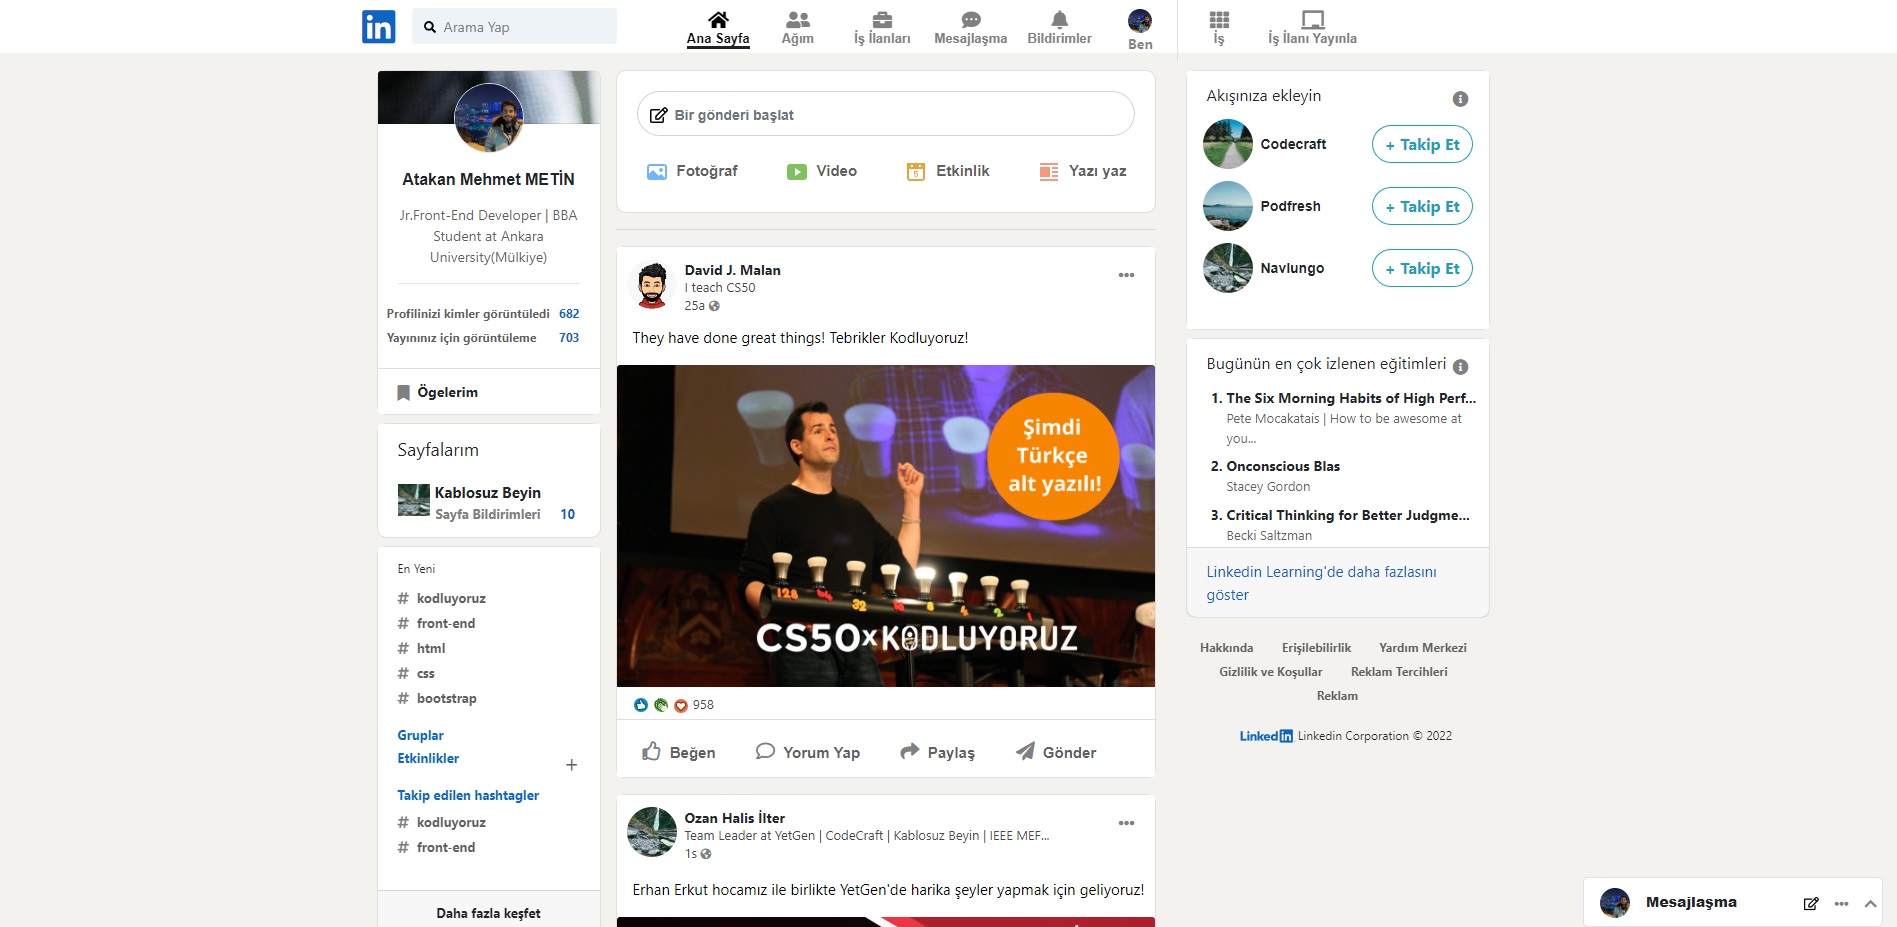 in
Arama Yap
Ana Sayfa
Ağım
İş İlanları
Mesajlaşma
Bildirimler
Ben
İş
İş İlanı Yayınla
Atakan Mehmet METİN
Jr.Front-End Developer | BBA
Student at Ankara
University(Mülkiye)
Profilinizi kimler görüntüledi 682
Yayınınız için görüntüleme 703
Ögelerim
Sayfalarım
Kablosuz Beyin
Sayfa Bildirimleri 10
En Yeni
# kodluyoruz
# front-end
# html
# css
# bootstrap
Gruplar
Etkinlikler
+
Takip edilen hashtagler
# kodluyoruz
# front-end
Daha fazla keşfet
Bir gönderi başlat
Fotoğraf
Video
5
Etkinlik
Yazı yaz
David J. Malan
I teach CS50
25a
They have done great things! Tebrikler Kodluyoruz!
Şimdi
Türkçe
alt yazılı!
128 64 32 16 8 4 2 1
CS50xKODLUYORUZ
958
Beğen
Yorum Yap
Paylaş
Gönder
Ozan Halis İlter
Team Leader at YetGen | CodeCraft | Kablosuz Beyin | IEEE MEF...
1s
Erhan Erkut hocamız ile birlikte YetGen'de harika şeyler yapmak için geliyoruz!
Akışınıza ekleyin
Codecraft
+ Takip Et
Podfresh
+ Takip Et
Navlungo
+ Takip Et
Bugünün en çok izlenen eğitimleri
1. The Six Morning Habits of High Perf...
Pete Mocakatais | How to be awesome at
you...
2. Onconscious Blas
Stacey Gordon
3. Critical Thinking for Better Judgme...
Becki Saltzman
Linkedin Learning'de daha fazlasını
göster
Hakkında
Erişilebilirlik
Yardım Merkezi
Gizlilik ve Koşullar
Reklam Tercihleri
Reklam
Linkedin Linkedin Corporation © 2022
Mesajlaşma